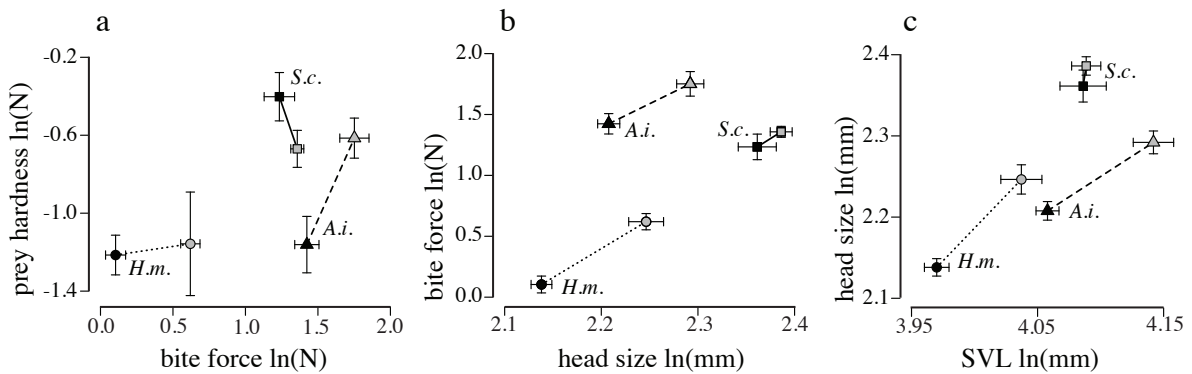 a
prey hardness ln(N)
-0.2
-0.6
-1.0
-1.4
S.c.
H.m.
A.i.
0.0 0.5 1.0 1.5 2.0
bite force ln(N)
b
bite force ln(N)
2.0
1.5
1.0
0.5
0.0
A.i.
S.c.
H.m.
2.1 2.2 2.3 2.4
head size ln(mm)
c
head size ln(mm)
2.4
2.3
2.2
2.1
S.c.
A.i.
H.m.
3.95 4.05 4.15
SVL ln(mm)